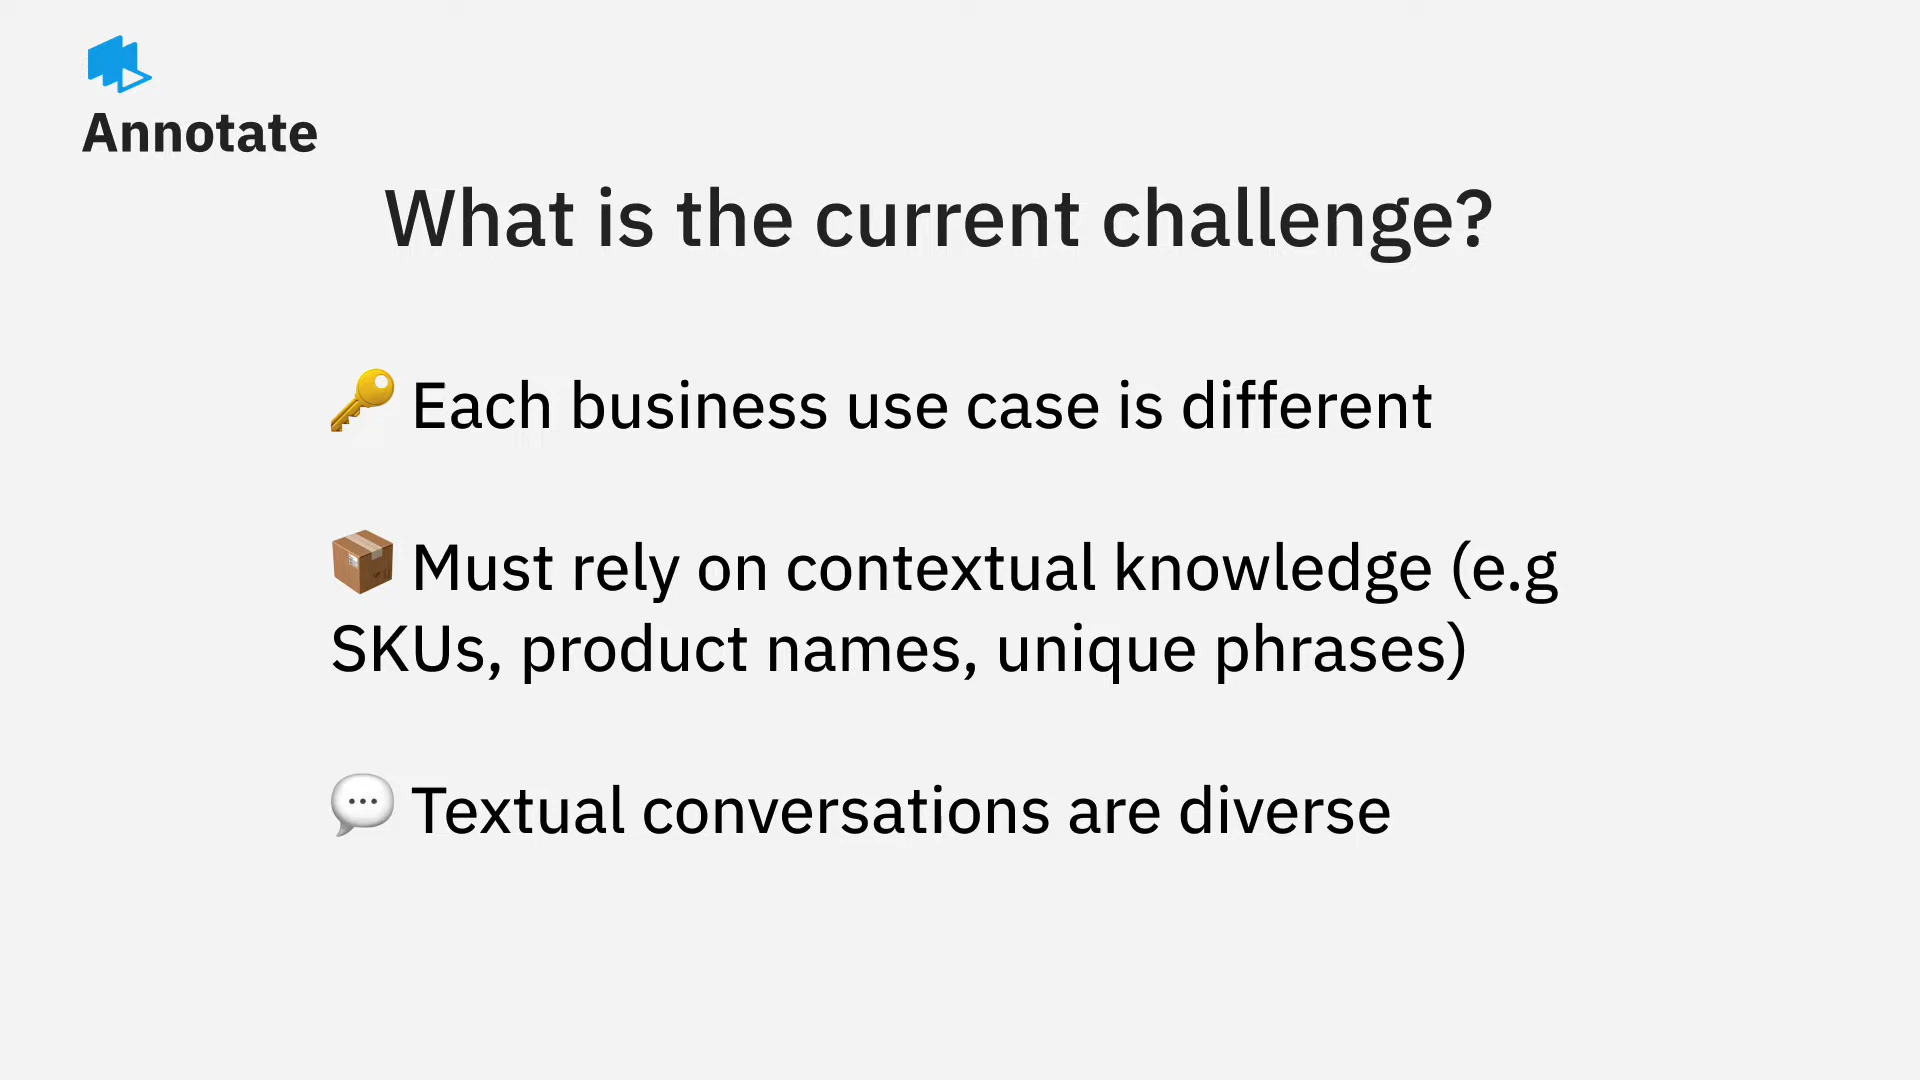 Annotate
What is the current challenge?
🔑 Each business use case is different
📦 Must rely on contextual knowledge (e.g
SKUs, product names, unique phrases)
💬 Textual conversations are diverse